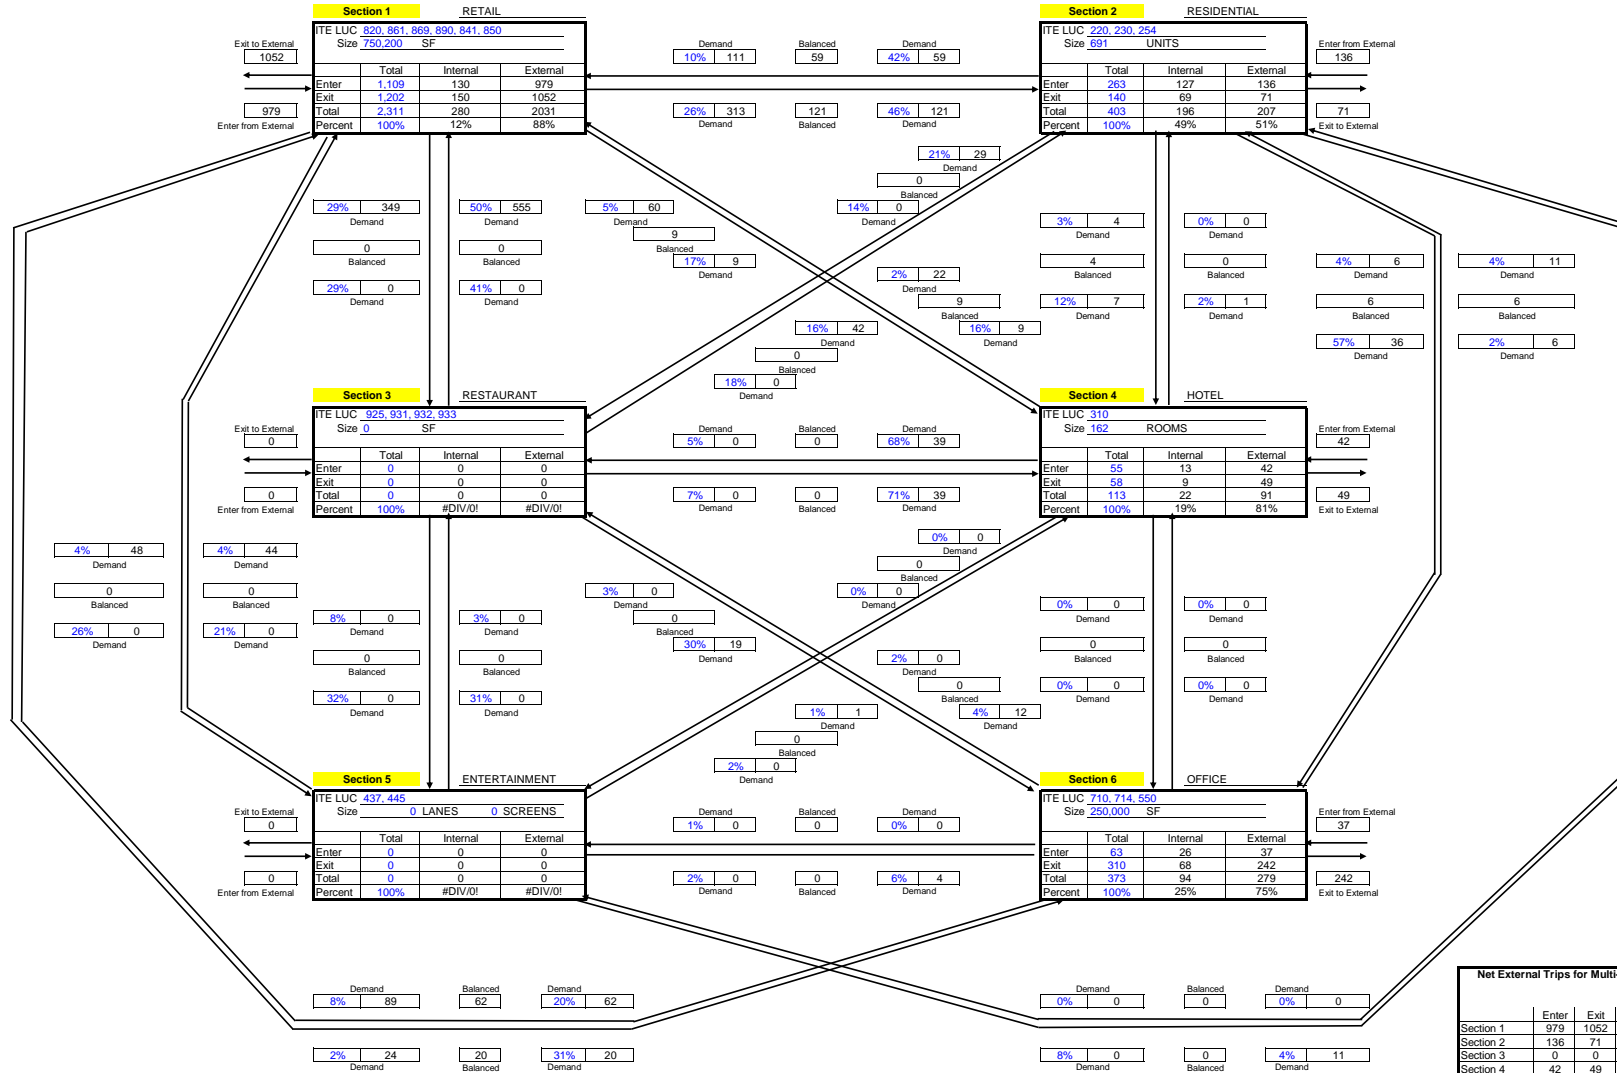 Section 1 RETAIL
ITE LUC 820, 861, 869, 890, 841, 850
Size 750,200 SF
Total Internal External
Enter 1,109 130 979
Exit 1,202 150 1052
Total 2,311 280 2031
Percent 100% 12% 88%
Exit to External
1052
979
Enter from External
Demand Balanced Demand
10% 111 59 42% 59
26% 313 121 46% 121
Demand Balanced Demand
Section 2 RESIDENTIAL
ITE LUC 220, 230, 254
Size 691 UNITS
Total Internal External
Enter 263 127 136
Exit 140 69 71
Total 403 196 207
Percent 100% 49% 51%
Enter from External
136
71
Exit to External
21% 29
Demand
0
Balanced
14% 0
Demand
29% 349
Demand
0
Balanced
29% 0
Demand
50% 555
Demand
0
Balanced
41% 0
Demand
5% 60
Demand
9
Balanced
17% 9
Demand
2% 22
Demand
9
Balanced
16% 9
Demand
16% 42
Demand
0
Balanced
18% 0
Demand
3% 4
Demand
4
Balanced
12% 7
Demand
0% 0
Demand
0
Balanced
2% 1
Demand
4% 6
Demand
6
Balanced
57% 36
Demand
4% 11
Demand
6
Balanced
2% 6
Demand
Section 3 RESTAURANT
ITE LUC 925, 931, 932, 933
Size 0 SF
Total Internal External
Enter 0 0 0
Exit 0 0 0
Total 0 0 0
Percent 100% #DIV/0! #DIV/0!
Exit to External
0
0
Enter from External
Demand Balanced Demand
5% 0 0 68% 39
7% 0 0 71% 39
Demand Balanced Demand
Section 4 HOTEL
ITE LUC 310
Size 162 ROOMS
Total Internal External
Enter 55 13 42
Exit 58 9 49
Total 113 22 91
Percent 100% 19% 81%
Enter from External
42
49
Exit to External
4% 48
Demand
0
Balanced
26% 0
Demand
4% 44
Demand
0
Balanced
21% 0
Demand
8% 0
Demand
0
Balanced
32% 0
Demand
3% 0
Demand
0
Balanced
31% 0
Demand
3% 0
Demand
0
Balanced
30% 19
Demand
0% 0
Demand
0
Balanced
0% 0
Demand
2% 0
Demand
0
Balanced
4% 12
Demand
1% 1
Demand
0
Balanced
2% 0
Demand
0% 0
Demand
0
Balanced
0% 0
Demand
0% 0
Demand
0
Balanced
0% 0
Demand
Section 5 ENTERTAINMENT
ITE LUC 437, 445
Size 0 LANES 0 SCREENS
Total Internal External
Enter 0 0 0
Exit 0 0 0
Total 0 0 0
Percent 100% #DIV/0! #DIV/0!
Exit to External
0
0
Enter from External
Demand Balanced Demand
1% 0 0 0% 0
2% 0 0 6% 4
Demand Balanced Demand
Section 6 OFFICE
ITE LUC 710, 714, 550
Size 250,000 SF
Total Internal External
Enter 63 26 37
Exit 310 68 242
Total 373 94 279
Percent 100% 25% 75%
Enter from External
37
242
Exit to External
Demand Balanced Demand
8% 89 62 20% 62
2% 24 20 31% 20
Demand Balanced Demand
Demand Balanced Demand
0% 0 0 0% 0
8% 0 0 4% 11
Demand Balanced Demand
Net External Trips for Multi-
Enter Exit
Section 1 979 1052
Section 2 136 71
Section 3 0 0
Section 4 42 49